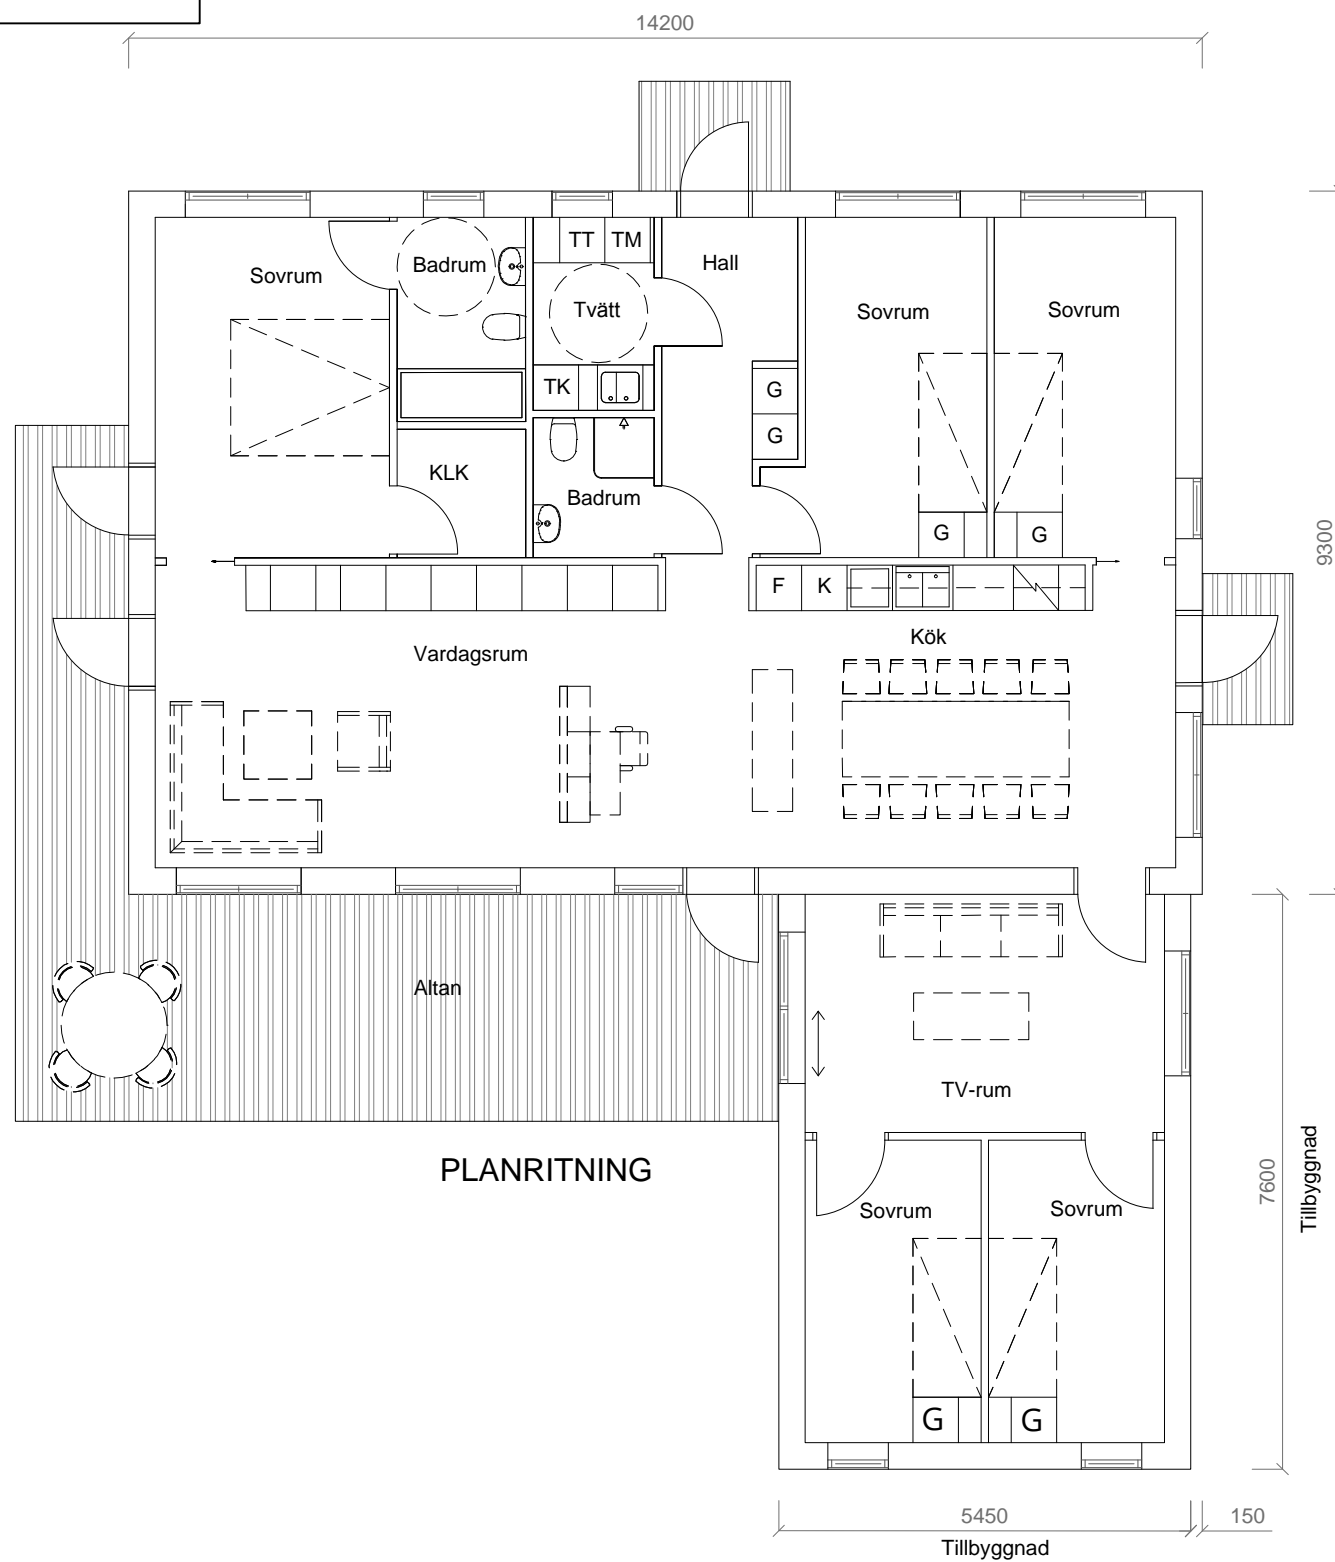 14200
TT TM
Hall
Badrum
Sovrum
Tvätt
Sovrum
Sovrum
TK
G
G
KLK
Badrum
G
G
9300
F K
Kök
Vardagsrum
Altan
TV-rum
PLANRITNING
7600
Tillbyggnad
Sovrum
Sovrum
G
G
5450
150
Tillbyggnad